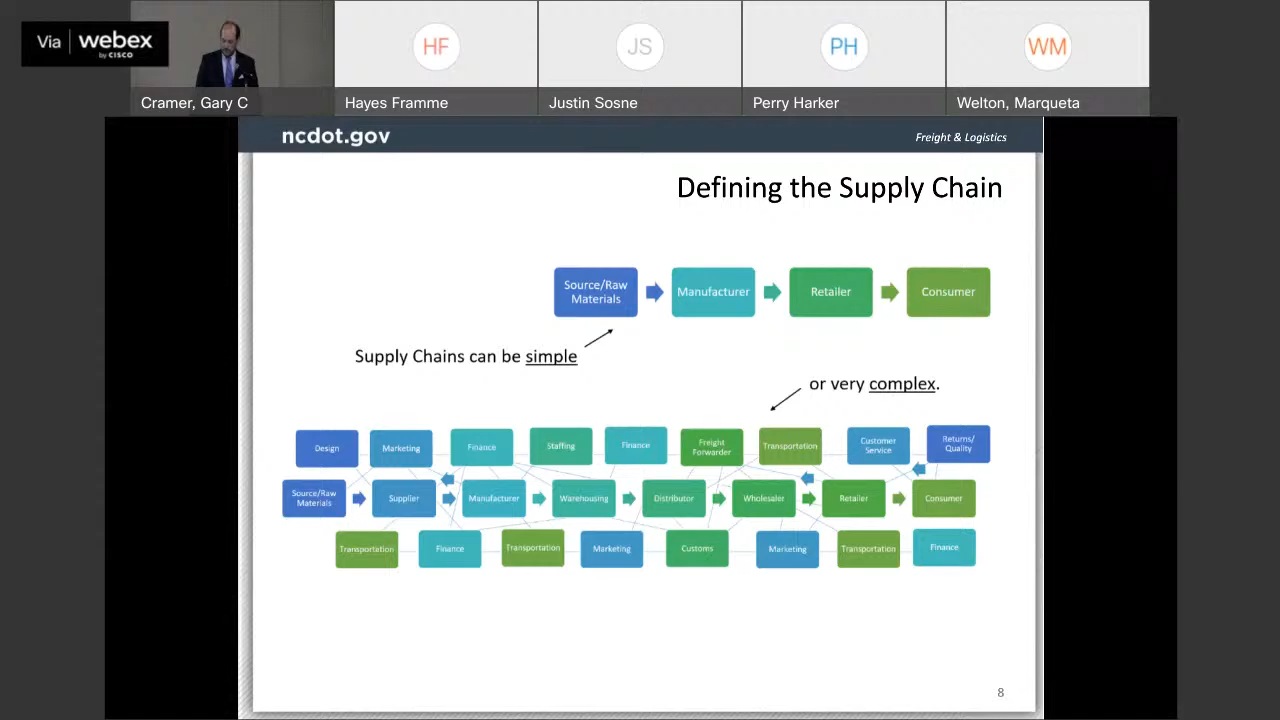 Via webex
by CISCO
HF
JS
PH
WM
Cramer, Gary C
Hayes Framme
Justin Sosne
Perry Harker
Welton, Marqueta
ncdot.gov
Freight & Logistics
Defining the Supply Chain
Source/Raw
Materials
Manufacturer
Retailer
Consumer
Supply Chains can be simple
or very complex.
Design
Marketing
Finance
Staffing
Finance
Freight
Forwarder
Transportation
Customer
Service
Returns/
Quality
Source/Raw
Materials
Supplier
Manufacturer
Warehousing
Distributor
Wholesaler
Retailer
Consumer
Transportation
Finance
Transportation
Marketing
Customs
Marketing
Transportation
Finance
8